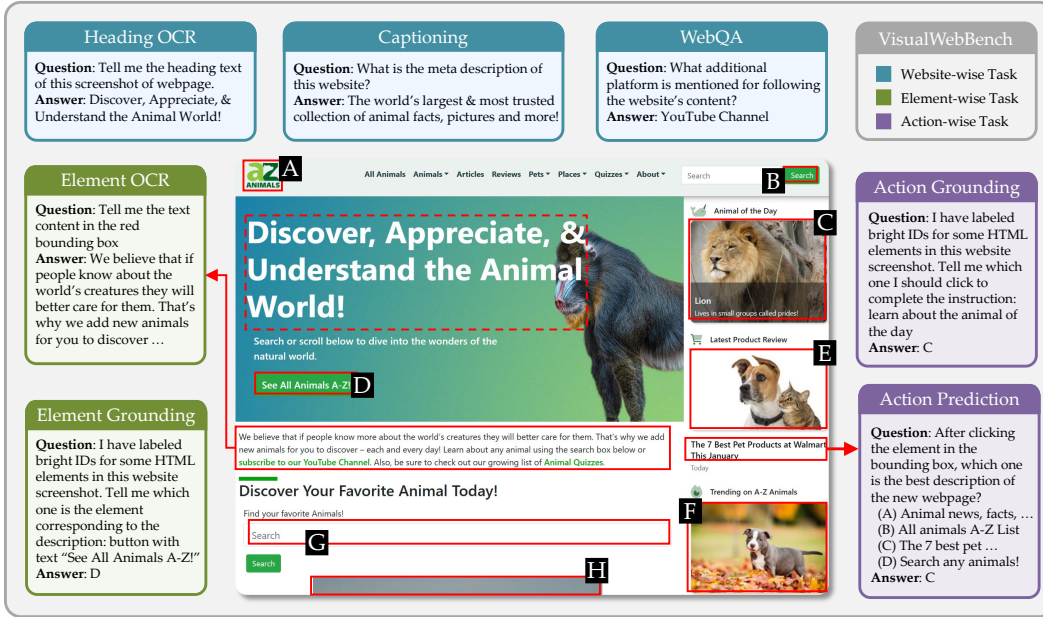 Heading OCR
Question: Tell me the heading text
of this screenshot of webpage.
Answer: Discover, Appreciate, &
Understand the Animal World!
Captioning
Question: What is the meta description of
this website?
Answer: The world's largest & most trusted
collection of animal facts, pictures and more!
WebQA
Question: What additional
platform is mentioned for following
the website's content?
Answer: YouTube Channel
VisualWebBench
Website-wise Task
Element-wise Task
Action-wise Task
Element OCR
Question: Tell me the text
content in the red
bounding box
Answer: We believe that if
people know about the
world's creatures they will
better care for them. That's
why we add new animals
for you to discover …
Element Grounding
Question: I have labeled
bright IDs for some HTML
elements in this website
screenshot. Tell me which
one is the element
corresponding to the
description: button with
text "See All Animals A-Z!"
Answer: D
az
ANIMALS
A
All Animals Animals Articles Reviews Pets Places Quizzes About
Search
B
Search
Discover, Appreciate, &
Understand the Animal
World!
Search or scroll below to dive into the wonders of the
natural world.
See All Animals A-Z!
D
Animal of the Day
C
Lion
Lives in small groups called prides!
Latest Product Review
E
The 7 Best Pet Products at Walmart
This January
Today
Trending on A-Z Animals
F
We believe that if people know more about the world's creatures they will better care for them. That's why we add
new animals for you to discover – each and every day! Learn about any animal using the search box below or
subscribe to our YouTube Channel. Also, be sure to check out our growing list of Animal Quizzes.
Discover Your Favorite Animal Today!
Find your favorite Animals!
Search
G
Search
H
Action Grounding
Question: I have labeled
bright IDs for some HTML
elements in this website
screenshot. Tell me which
one I should click to
complete the instruction:
learn about the animal of
the day
Answer: C
Action Prediction
Question: After clicking
the element in the
bounding box, which one
is the best description of
the new webpage?
(A) Animal news, facts, …
(B) All animals A-Z List
(C) The 7 best pet …
(D) Search any animals!
Answer: C